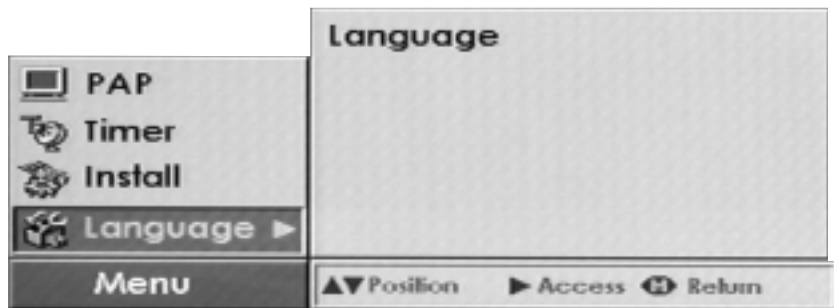 Language
PAP
Timer
Install
Language ▶
Menu
▲▼Position ▶Access Ⓜ Return